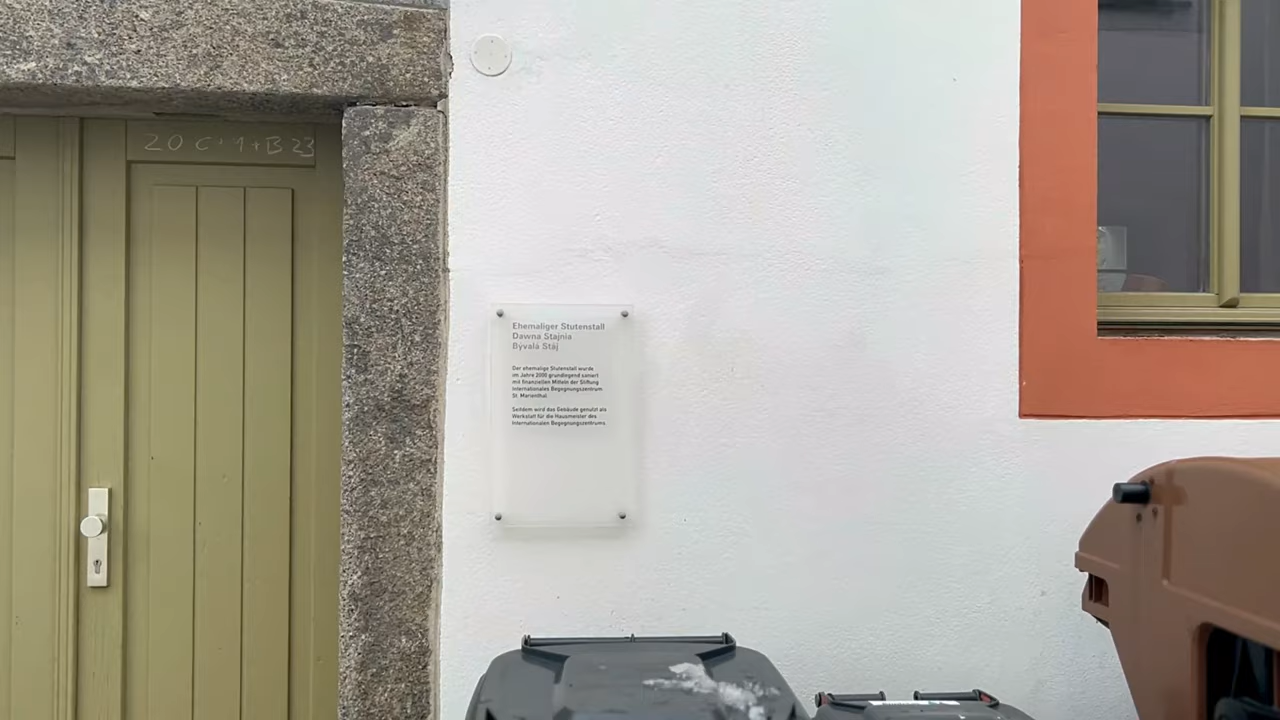 20 C+M+B 23
Ehemaliger Stutenstall
Dawna Stajnia
Bývalá Stáj
Der ehemalige Stutenstall wurde
im Jahre 2000 grundlegend saniert
mit finanziellen Mitteln der Stiftung
Internationales Begegnungszentrum
St. Marienthal.
Seitdem wird das Gebäude genutzt als
Werkstatt für die Hausmeister des
Internationalen Begegnungszentrums.